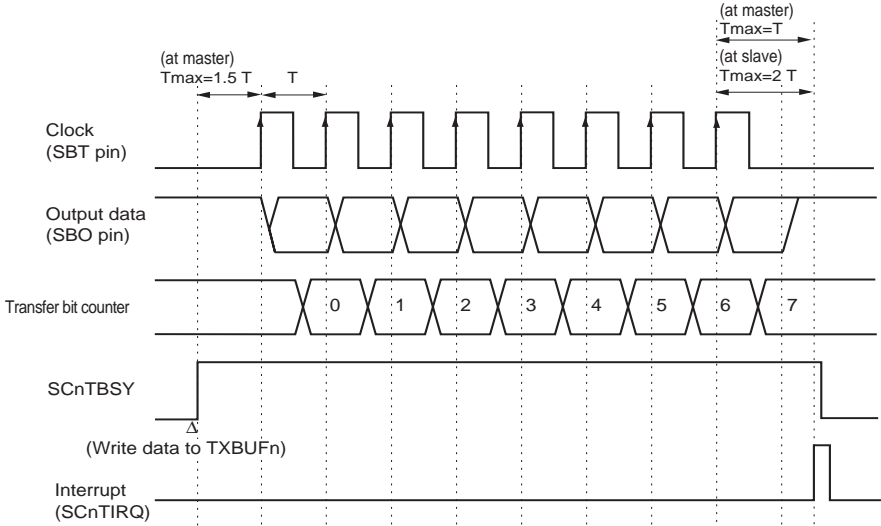 (at master)
Tmax=T
(at master)
Tmax=1.5 T
T
(at slave)
Tmax=2 T
Clock
(SBT pin)
Output data
(SBO pin)
Transfer bit counter
0 1 2 3 4 5 6 7
SCnTBSY
Δ
(Write data to TXBUFn)
Interrupt
(SCnTIRQ)